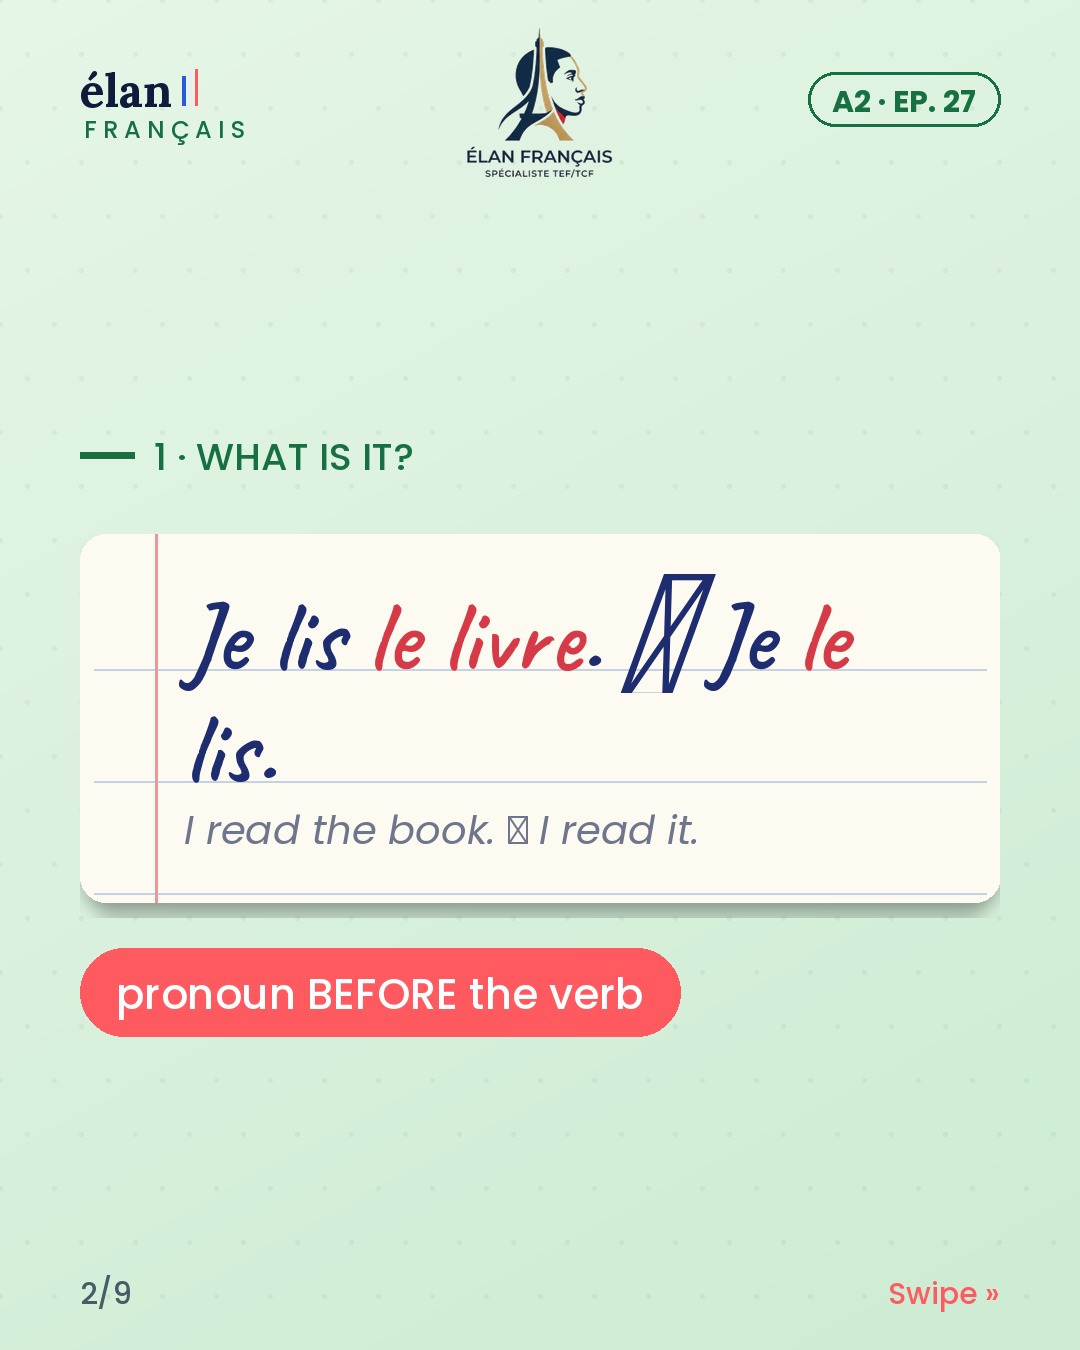 élan
FRANÇAIS
ÉLAN FRANÇAIS
SPÉCIALISTE TEF/TCF
A2 · EP. 27
1 · WHAT IS IT?
Je lis le livre. Je le
lis.
I read the book. I read it.
pronoun BEFORE the verb
2/9
Swipe »